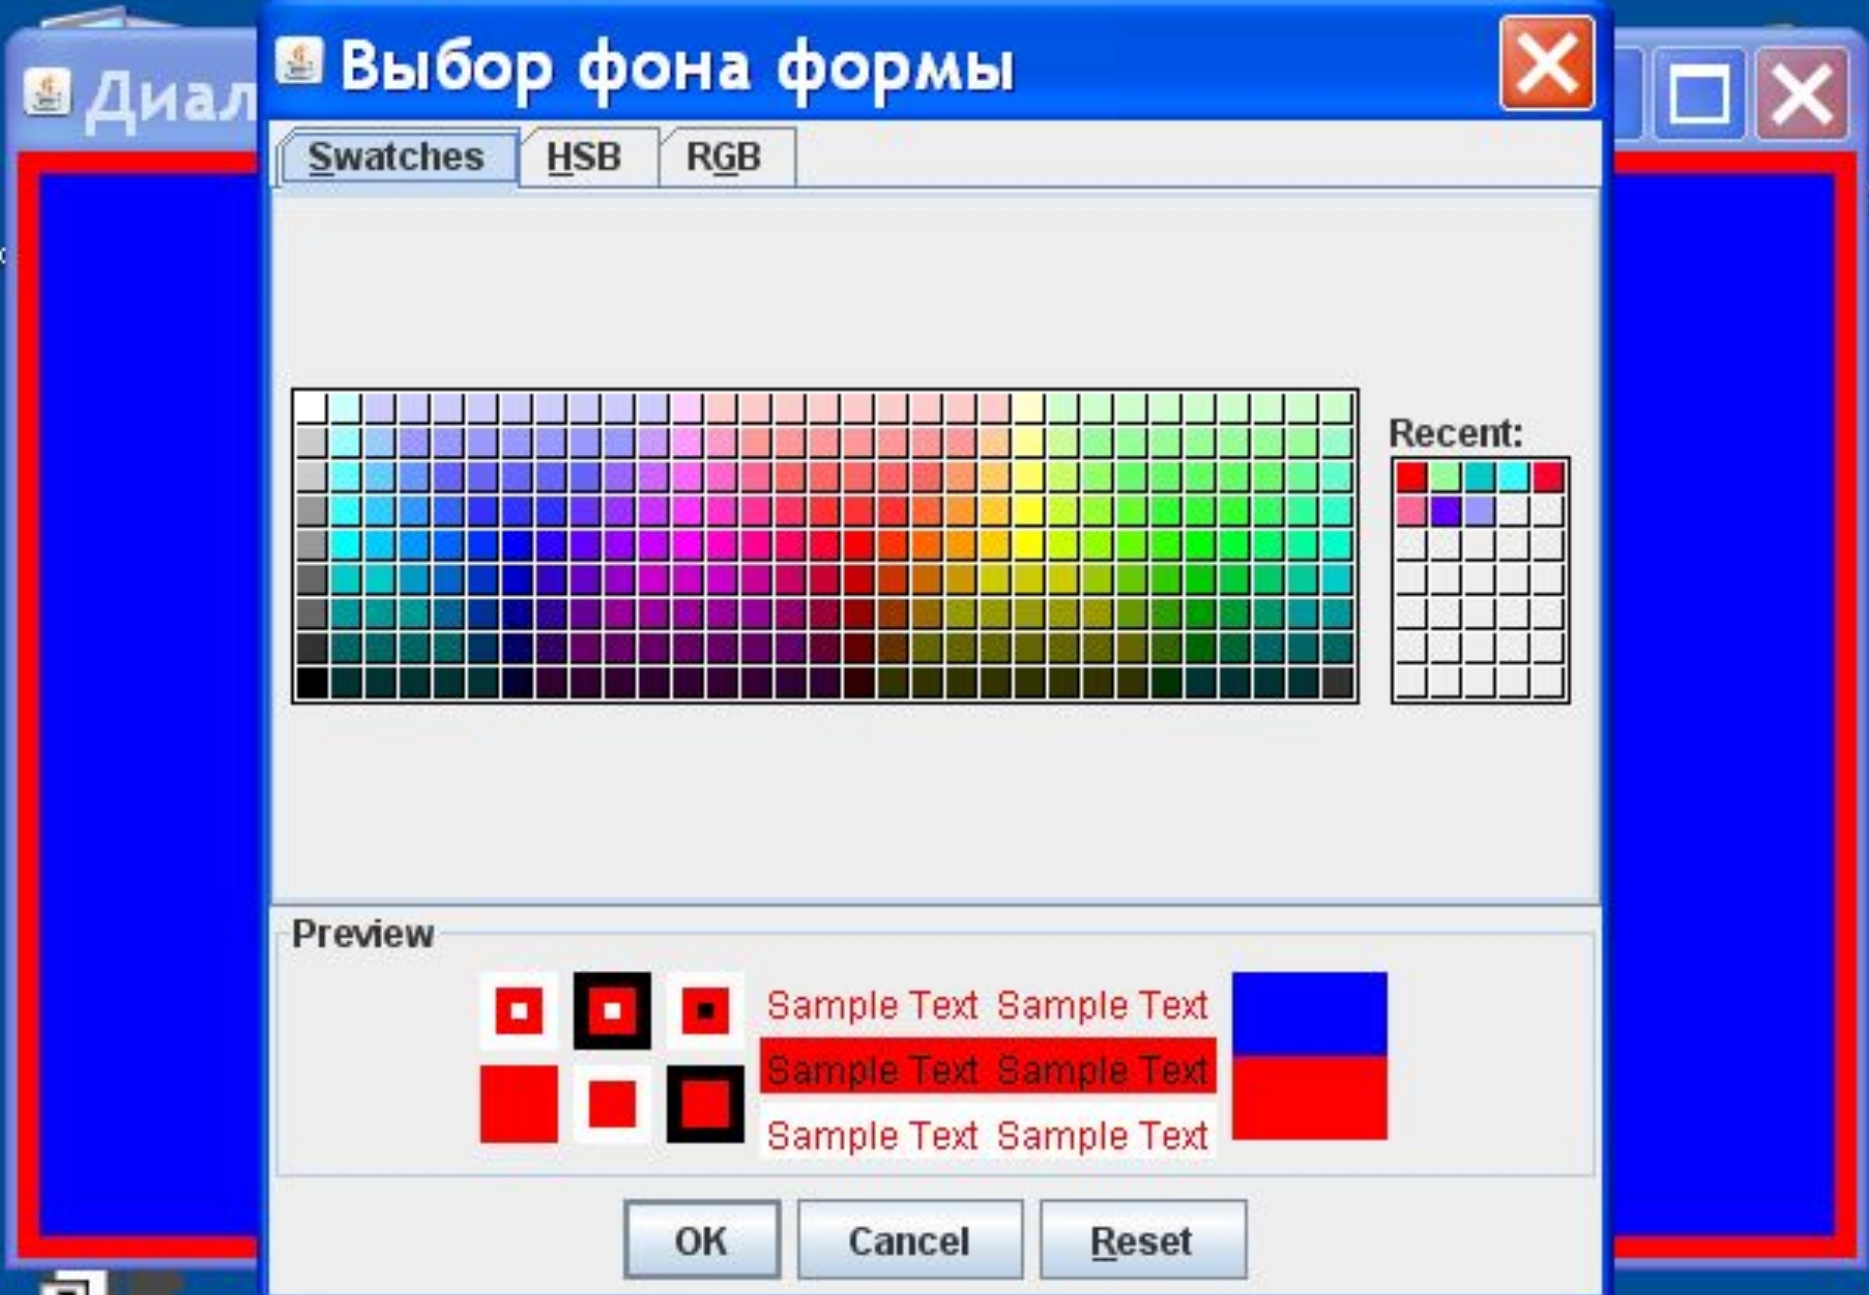 Выбор фона формы
Swatches HSB RGB
Recent:
Preview
Sample Text Sample Text
Sample Text Sample Text
Sample Text Sample Text
OK Cancel Reset